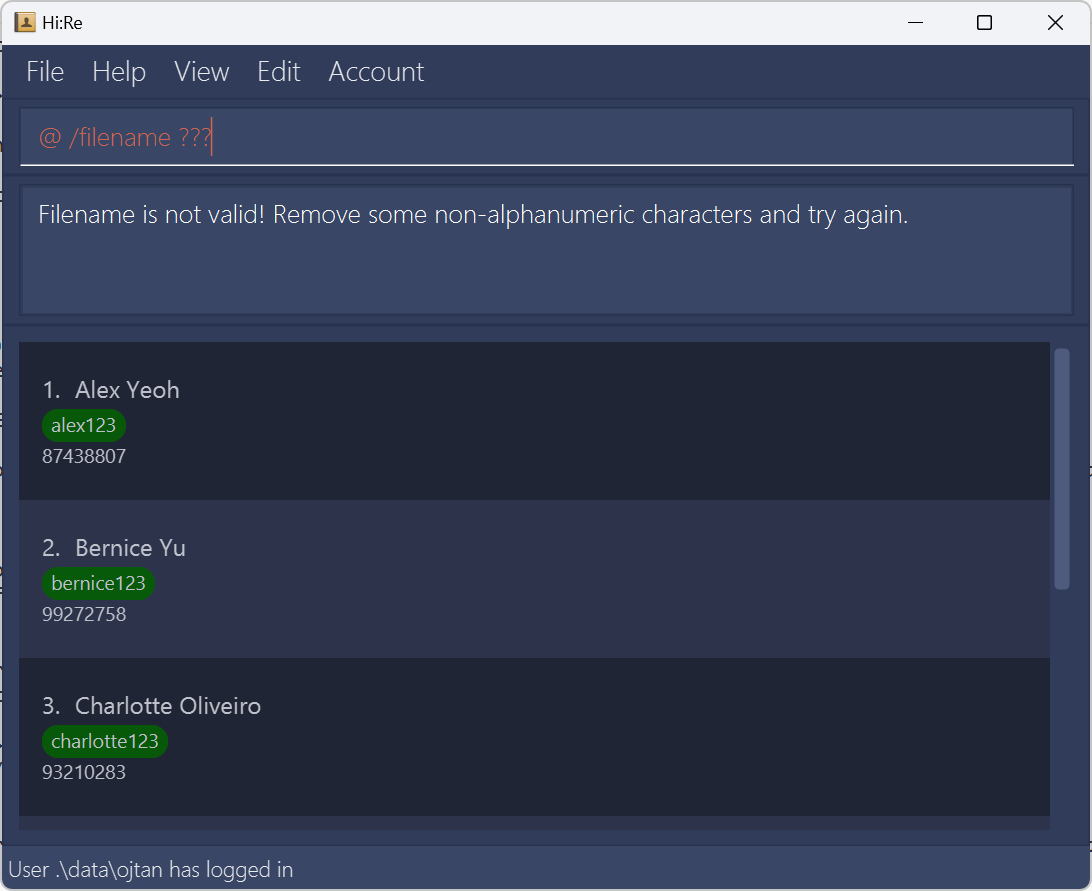 Hi:Re
File Help View Edit Account
@ /filename ???
Filename is not valid! Remove some non-alphanumeric characters and try again.
1. Alex Yeoh
alex123
87438807
2. Bernice Yu
bernice123
99272758
3. Charlotte Oliveiro
charlotte123
93210283
User .\data\ojtan has logged in